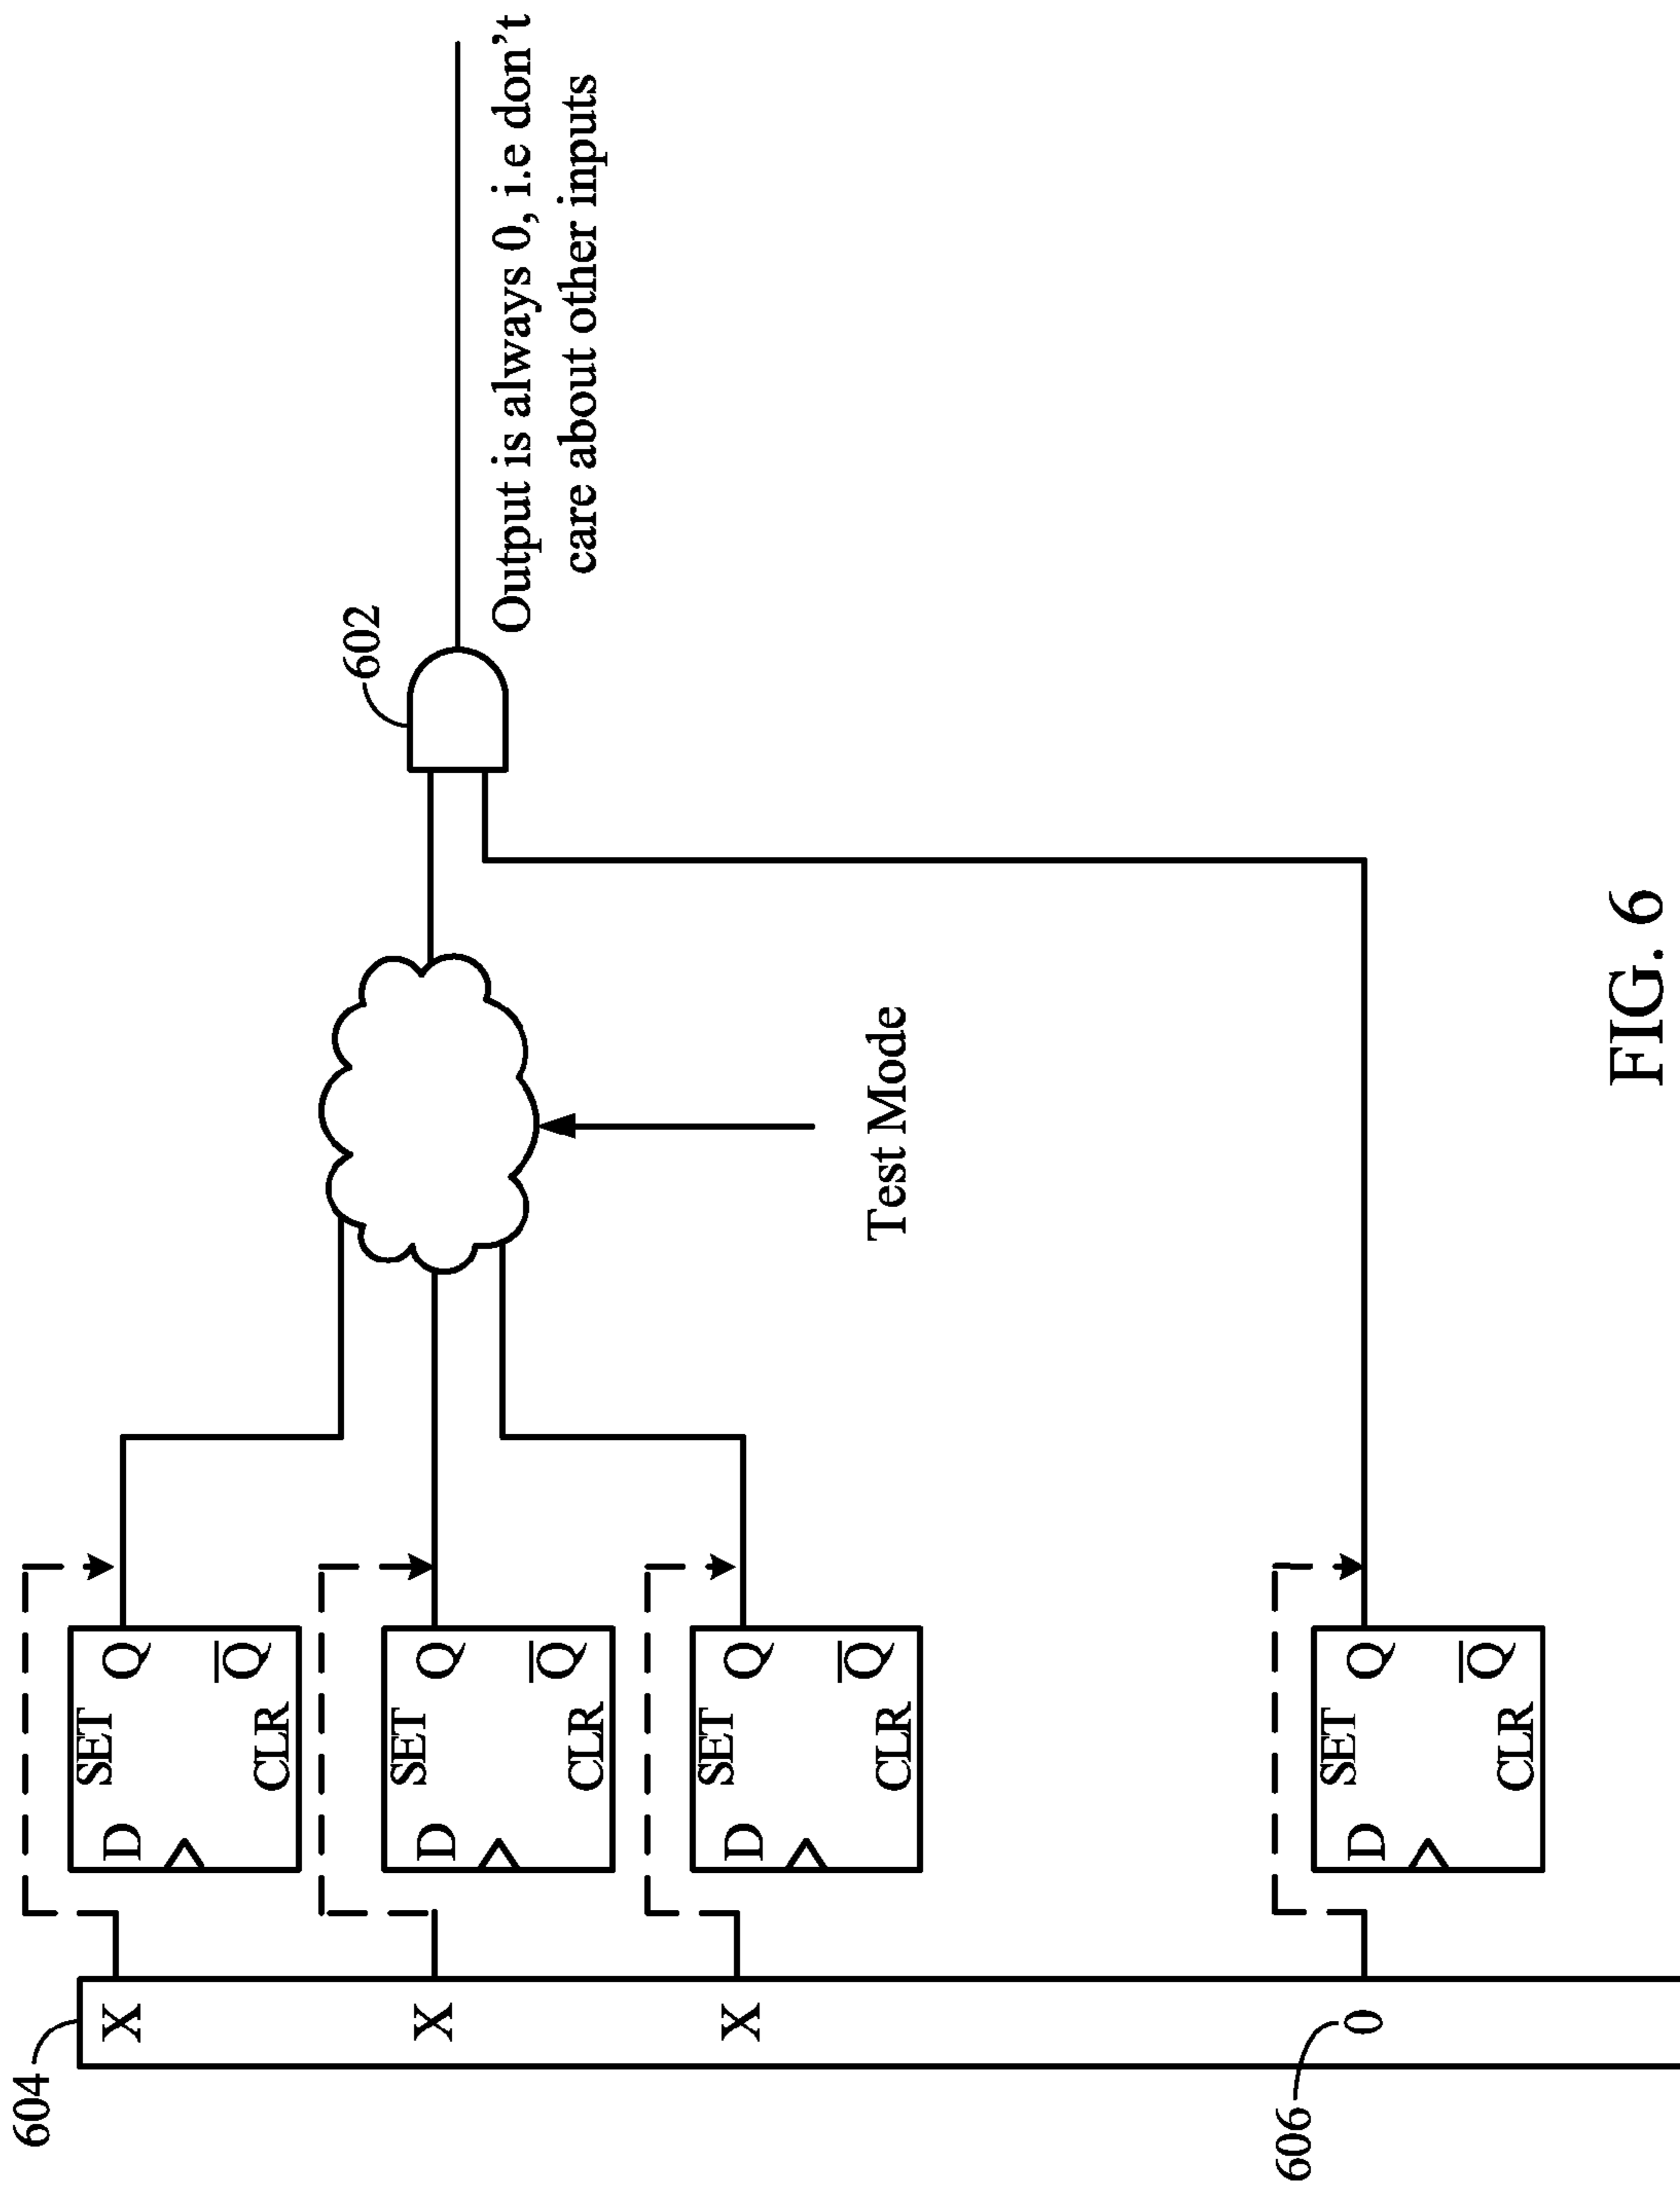 604
X
D
SET
Q
CLR
Q
X
D
SET
Q
CLR
Q
X
D
SET
Q
CLR
Q
602
Output is always 0, i.e don't
care about other inputs
Test Mode
606
0
D
SET
Q
CLR
Q
FIG. 6